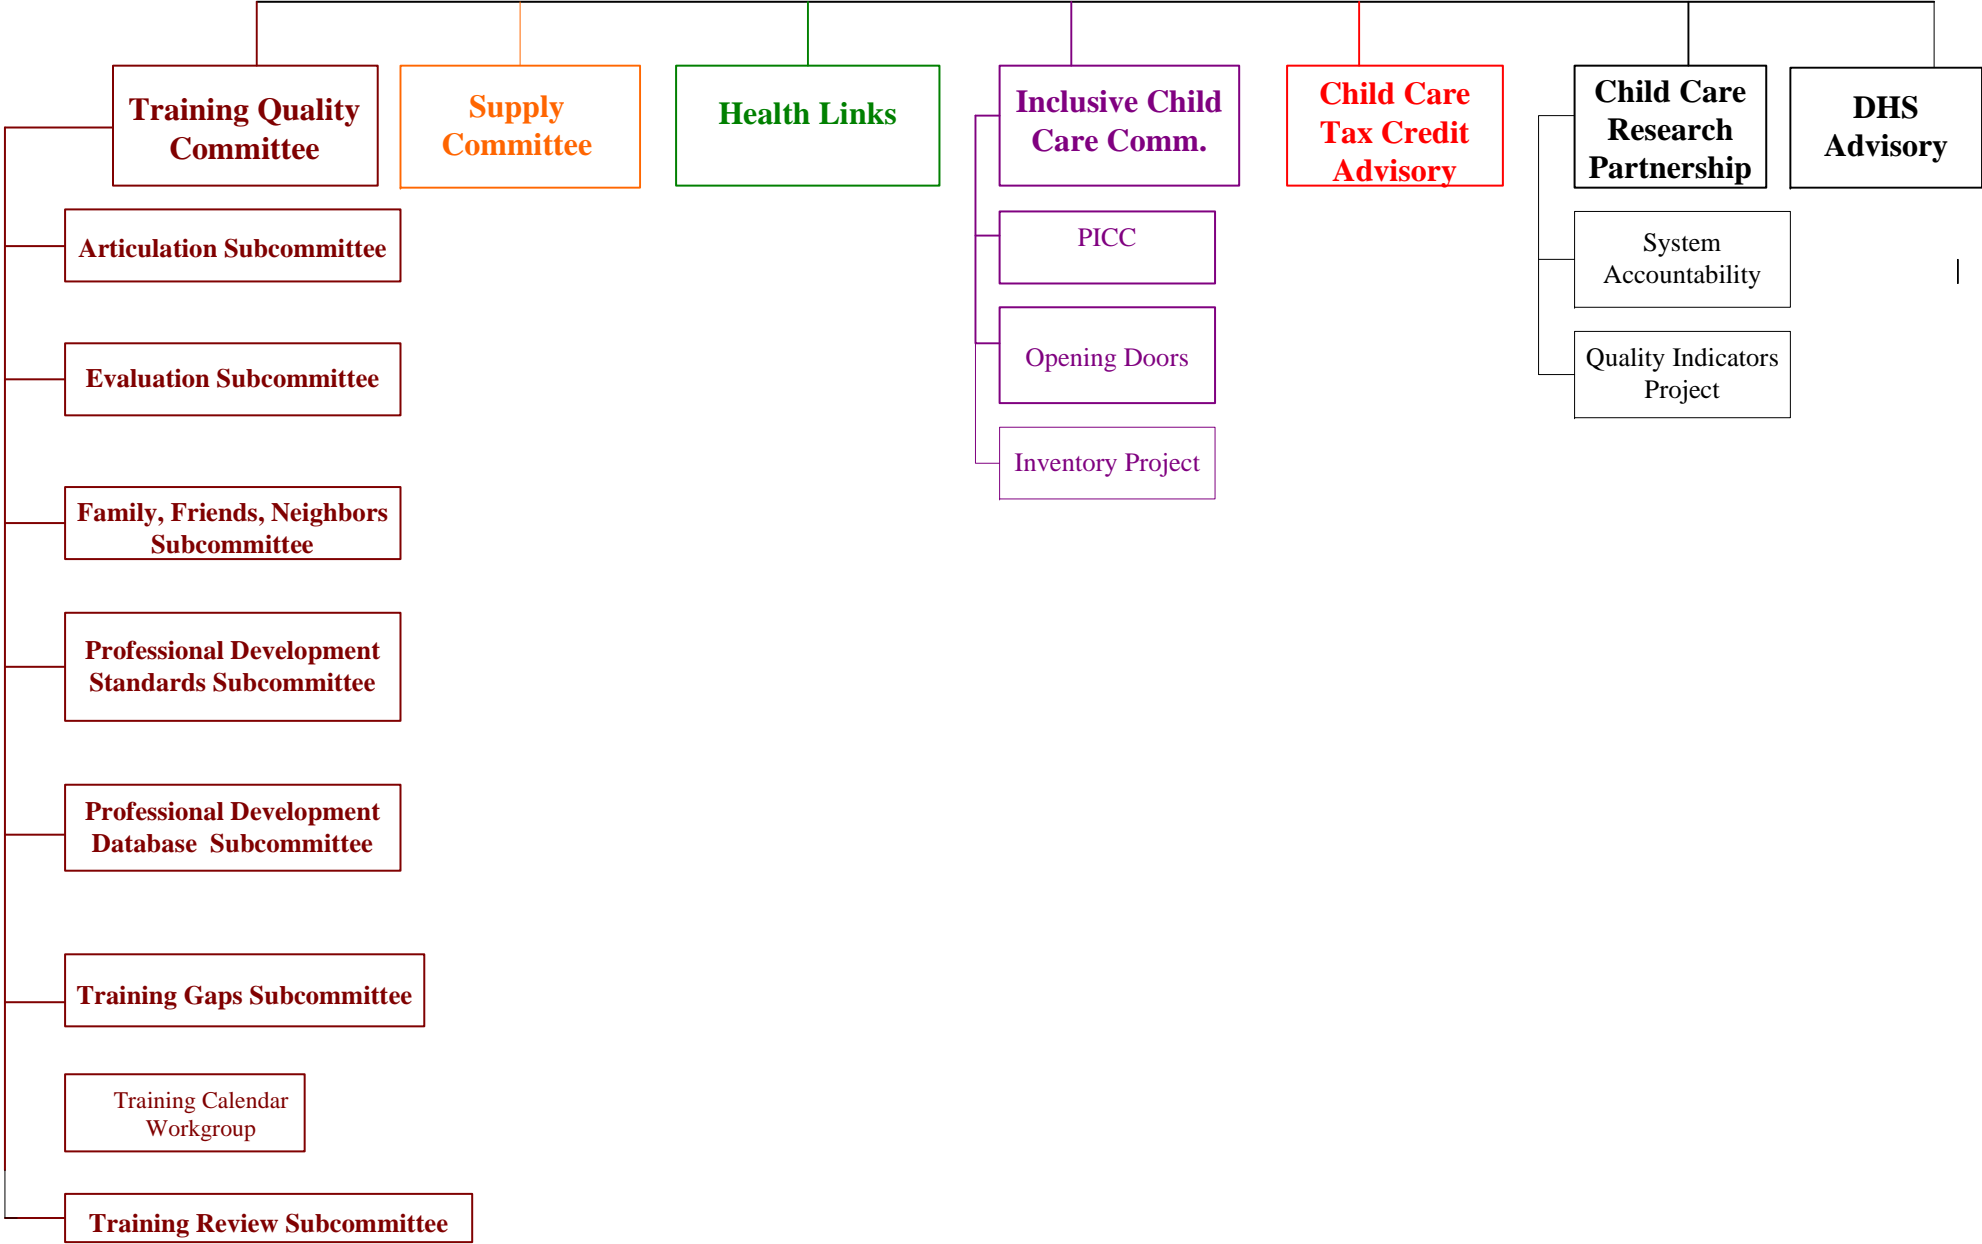 Training Quality
Committee
Supply
Committee
Health Links
Inclusive Child
Care Comm.
Child Care
Tax Credit
Advisory
Child Care
Research
Partnership
DHS
Advisory
Articulation Subcommittee
Evaluation Subcommittee
Family, Friends, Neighbors
Subcommittee
Professional Development
Standards Subcommittee
Professional Development
Database  Subcommittee
Training Gaps Subcommittee
Training Calendar
Workgroup
Training Review Subcommittee
PICC
Opening Doors
Inventory Project
System
Accountability
Quality Indicators
Project